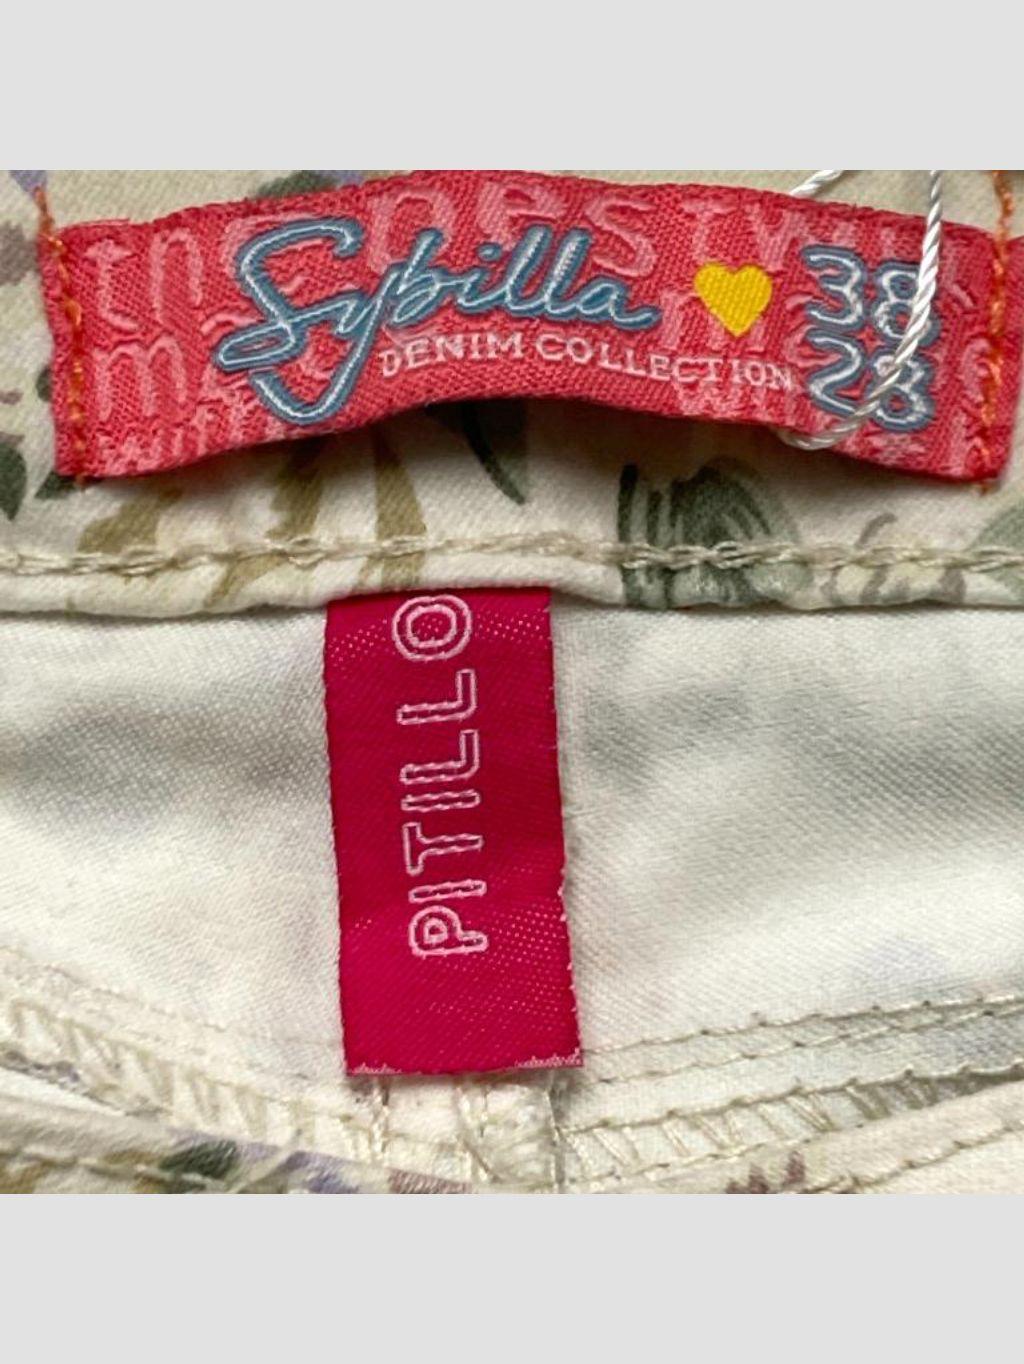 Sybilla
38
DENIM COLLECTION
28
PITILLO